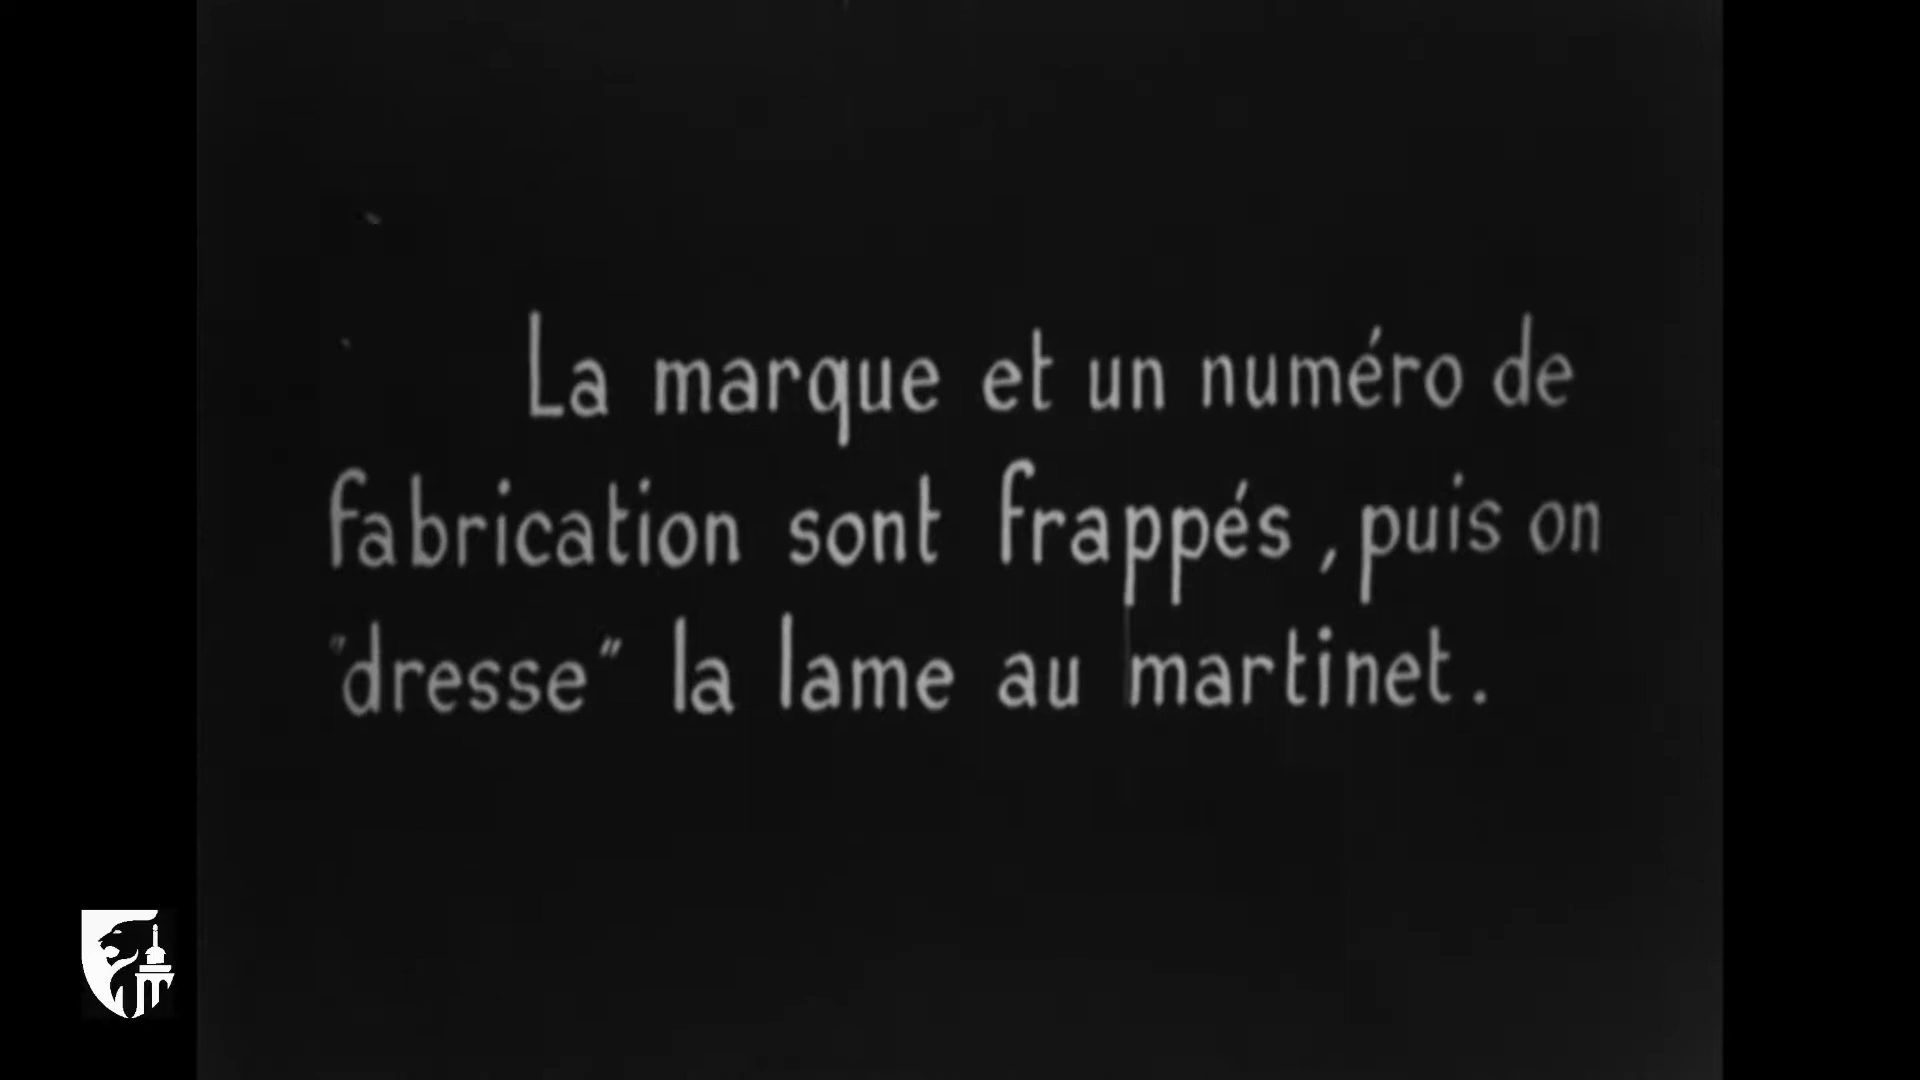 La marque et un numéro de
fabrication sont frappés, puis on
"dresse" la lame au martinet.